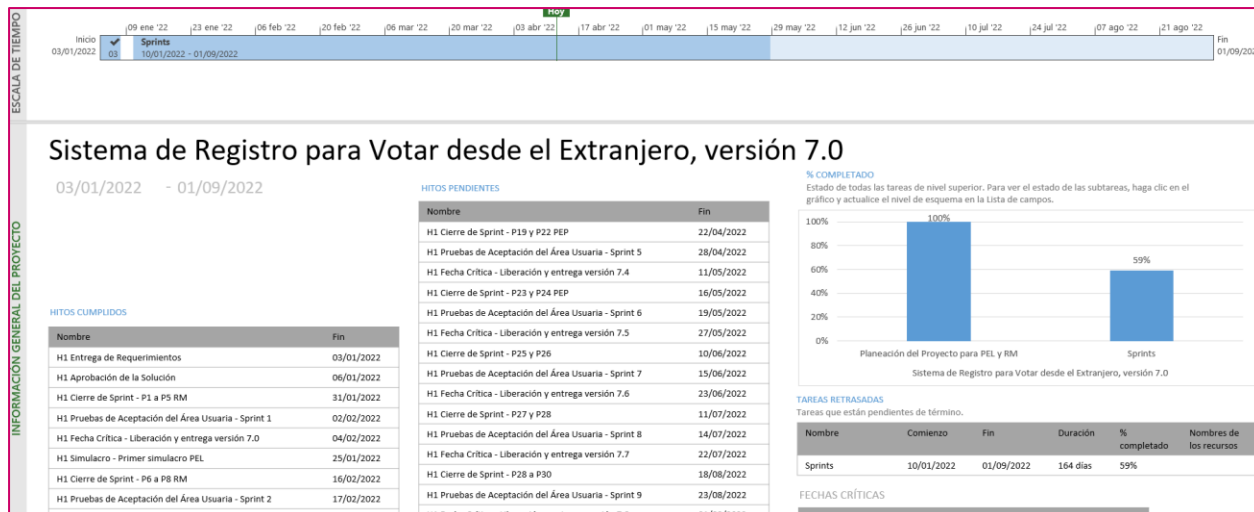 ESCALA DE TIEMPO
Hoy
09 ene '22 23 ene '22 06 feb '22 20 feb '22 06 mar '22 20 mar '22 03 abr '22 17 abr '22 01 may '22 15 may '22 29 may '22 12 jun '22 26 jun '22 10 jul '22 24 jul '22 07 ago '22 21 ago '22
Inicio
03/01/2022
03
Sprints
10/01/2022 - 01/09/2022
Fin
INFORMACIÓN GENERAL DEL PROYECTO
Sistema de Registro para Votar desde el Extranjero, versión 7.0
03/01/2022 - 01/09/2022
HITOS CUMPLIDOS
Nombre Fin
H1 Entrega de Requerimientos 03/01/2022
H1 Aprobación de la Solución 06/01/2022
H1 Cierre de Sprint - P1 a P5 RM 31/01/2022
H1 Pruebas de Aceptación del Área Usuaria - Sprint 1 02/02/2022
H1 Fecha Crítica - Liberación y entrega versión 7.0 04/02/2022
H1 Simulacro - Primer simulacro PEL 25/01/2022
H1 Cierre de Sprint - P6 a P8 RM 16/02/2022
H1 Pruebas de Aceptación del Área Usuaria - Sprint 2 17/02/2022
HITOS PENDIENTES
Nombre Fin
H1 Cierre de Sprint - P19 y P22 PEP 22/04/2022
H1 Pruebas de Aceptación del Área Usuaria - Sprint 5 28/04/2022
H1 Fecha Crítica - Liberación y entrega versión 7.4 11/05/2022
H1 Cierre de Sprint - P23 y P24 PEP 16/05/2022
H1 Pruebas de Aceptación del Área Usuaria - Sprint 6 19/05/2022
H1 Fecha Crítica - Liberación y entrega versión 7.5 27/05/2022
H1 Cierre de Sprint - P25 y P26 10/06/2022
H1 Pruebas de Aceptación del Área Usuaria - Sprint 7 15/06/2022
H1 Fecha Crítica - Liberación y entrega versión 7.6 23/06/2022
H1 Cierre de Sprint - P27 y P28 11/07/2022
H1 Pruebas de Aceptación del Área Usuaria - Sprint 8 14/07/2022
H1 Fecha Crítica - Liberación y entrega versión 7.7 22/07/2022
H1 Cierre de Sprint - P28 a P30 18/08/2022
H1 Pruebas de Aceptación del Área Usuaria - Sprint 9 23/08/2022
% COMPLETADO
Estado de todas las tareas de nivel superior. Para ver el estado de las subtareas, haga clic en el
gráfico y actualice el nivel de esquema en la Lista de campos.
100%
80%
60%
40%
20%
0%
100%
59%
Planeación del Proyecto para PEL y RM Sprints
Sistema de Registro para Votar desde el Extranjero, versión 7.0
TAREAS RETRASADAS
Tareas que están pendientes de término.
Nombre Comienzo Fin Duración % completado Nombres de los recursos
Sprints 10/01/2022 01/09/2022 164 días 59%
FECHAS CRÍTICAS